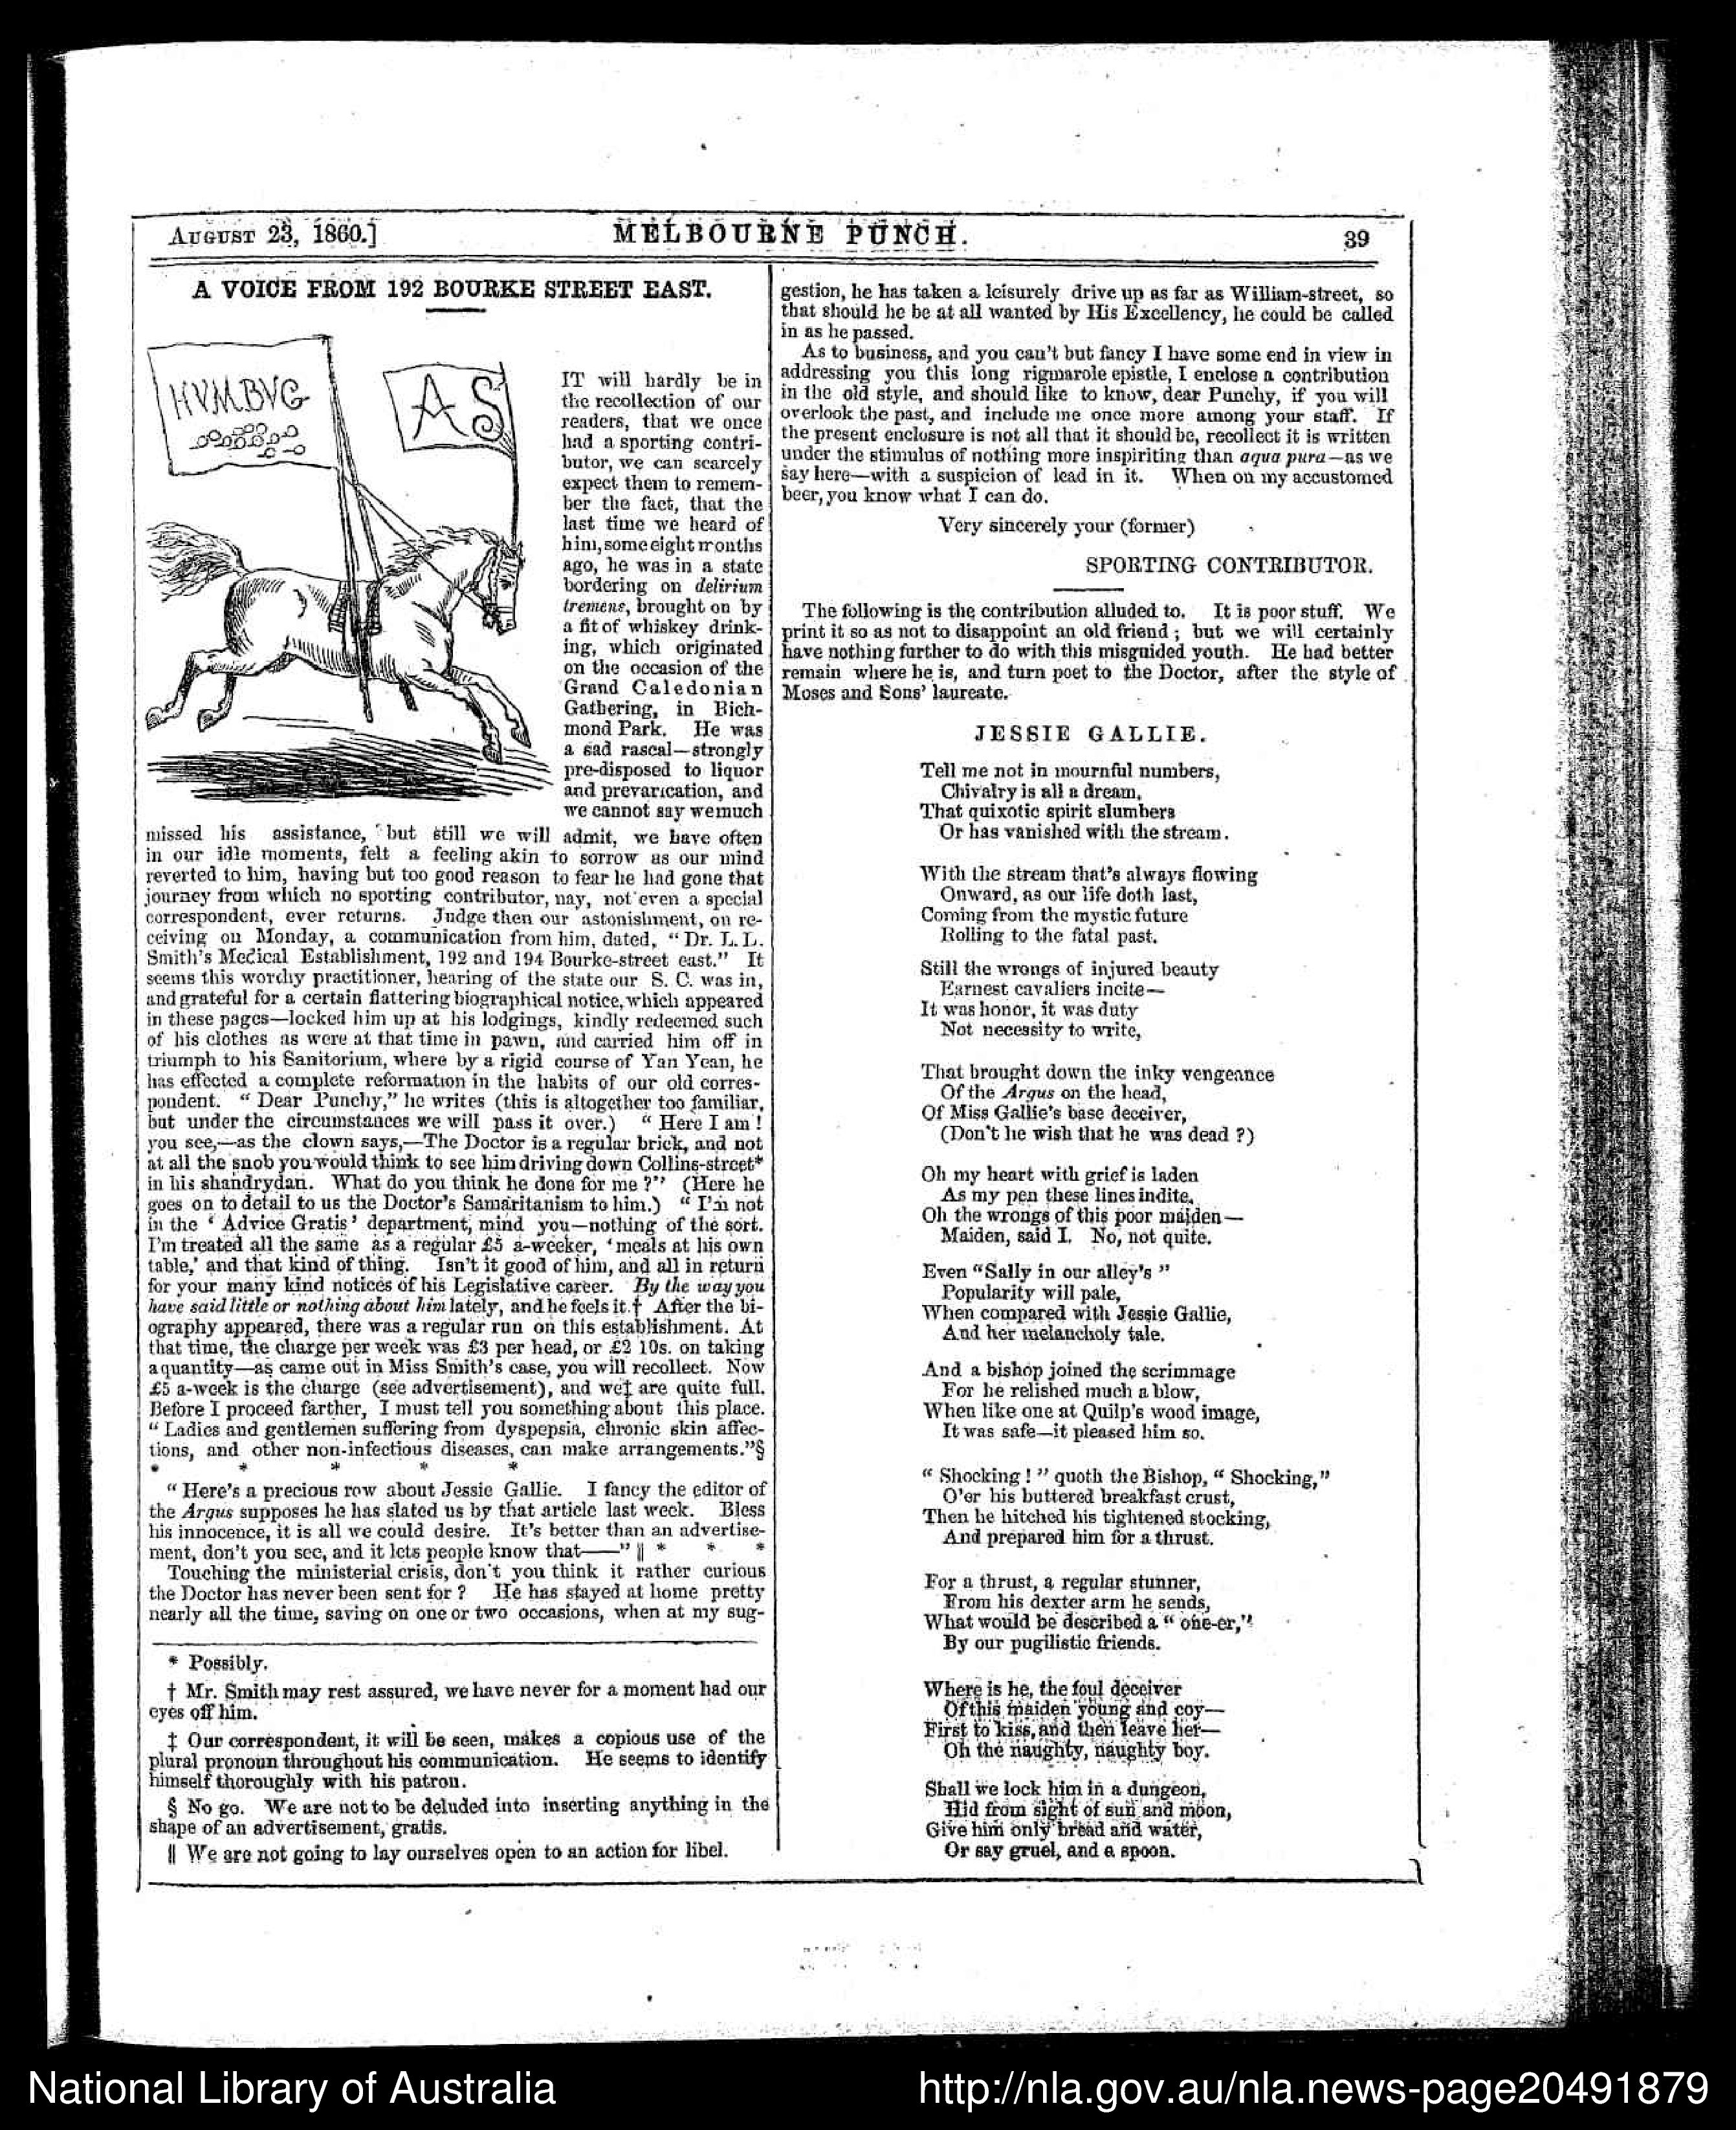 AUGUST 23, 1860.]
MELBOURNE PUNCH.
39
A VOICE FROM 192 BOURKE STREET EAST.
HVMBVG
AS
IT will hardly be in
the recollection of our
readers, that we once
had a sporting contri-
butor, we can scarcely
expect them to remem-
ber the fact, that the
last time we heard of
him, some eight months
ago, he was in a state
bordering on delirium
tremens, brought on by
a fit of whiskey drink-
ing, which originated
on the occasion of the
Grand Caledonian
Gathering, in Rich-
mond Park. He was
a sad rascal—strongly
pre-disposed to liquor
and prevarication, and
we cannot say we much
missed his assistance, but still we will admit, we have often
in our idle moments, felt a feeling akin to sorrow as our mind
reverted to him, having but too good reason to fear he had gone that
journey from which no sporting contributor, nay, not even a special
correspondent, ever returns. Judge then our astonishment, on re-
ceiving on Monday, a communication from him, dated, “Dr. L. L.
Smith's Medical Establishment, 192 and 194 Bourke-street east.” It
seems this worthy practitioner, hearing of the state our S. C. was in,
and grateful for a certain flattering biographical notice, which appeared
in these pages—locked him up at his lodgings, kindly redeemed such
of his clothes as were at that time in pawn, and carried him off in
triumph to his Sanitorium, where by a rigid course of Yan Yean, he
has effected a complete reformation in the habits of our old corres-
pondent. “Dear Punchy,” he writes (this is altogether too familiar,
but under the circumstances we will pass it over.) “Here I am!
you see,—as the clown says,—The Doctor is a regular brick, and not
at all the snob you would think to see him driving down Collins-street*
in his shandrydan. What do you think he done for me?” (Here he
goes on to detail to us the Doctor's Samaritanism to him.) “I'm not
in the ‘Advice Gratis’ department, mind you—nothing of the sort.
I'm treated all the same as a regular £5 a-weeker, ‘meals at his own
table,’ and that kind of thing. Isn't it good of him, and all in return
for your many kind notices of his Legislative career. By the way you
have said little or nothing about him lately, and he feels it.† After the bi-
ography appeared, there was a regular run on this establishment. At
that time, the charge per week was £3 per head, or £2 10s. on taking
a quantity—as came out in Miss Smith's case, you will recollect. Now
£5 a-week is the charge (see advertisement), and we‡ are quite full.
Before I proceed farther, I must tell you something about this place.
“Ladies and gentlemen suffering from dyspepsia, chronic skin affec-
tions, and other non-infectious diseases, can make arrangements.”§
* * * * *
“Here's a precious row about Jessie Gallie. I fancy the editor of
the Argus supposes he has slated us by that article last week. Bless
his innocence, it is all we could desire. It's better than an advertise-
ment, don't you see, and it lets people know that——” || * * *
Touching the ministerial crisis, don't you think it rather curious
the Doctor has never been sent for? He has stayed at home pretty
nearly all the time, saving on one or two occasions, when at my sug-
* Possibly.
† Mr. Smith may rest assured, we have never for a moment had our
eyes off him.
‡ Our correspondent, it will be seen, makes a copious use of the
plural pronoun throughout his communication. He seems to identify
himself thoroughly with his patron.
§ No go. We are not to be deluded into inserting anything in the
shape of an advertisement, gratis.
|| We are not going to lay ourselves open to an action for libel.
gestion, he has taken a leisurely drive up as far as William-street, so
that should he be at all wanted by His Excellency, he could be called
in as he passed.
As to business, and you can't but fancy I have some end in view in
addressing you this long rigmarole epistle, I enclose a contribution
in the old style, and should like to know, dear Punchy, if you will
overlook the past, and include me once more among your staff. If
the present enclosure is not all that it should be, recollect it is written
under the stimulus of nothing more inspiriting than aqua pura—as we
say here—with a suspicion of lead in it. When on my accustomed
beer, you know what I can do.
Very sincerely your (former)
SPORTING CONTRIBUTOR.
The following is the contribution alluded to. It is poor stuff. We
print it so as not to disappoint an old friend; but we will certainly
have nothing further to do with this misguided youth. He had better
remain where he is, and turn poet to the Doctor, after the style of
Moses and Sons' laureate.
JESSIE GALLIE.
Tell me not in mournful numbers,
Chivalry is all a dream,
That quixotic spirit slumbers
Or has vanished with the stream.
With the stream that's always flowing
Onward, as our life doth last,
Coming from the mystic future
Rolling to the fatal past.
Still the wrongs of injured beauty
Earnest cavaliers incite—
It was honor, it was duty
Not necessity to write,
That brought down the inky vengeance
Of the Argus on the head,
Of Miss Gallie's base deceiver,
(Don't he wish that he was dead?)
Oh my heart with grief is laden
As my pen these lines indite,
Oh the wrongs of this poor maiden—
Maiden, said I. No, not quite.
Even “Sally in our alley's”
Popularity will pale,
When compared with Jessie Gallie,
And her melancholy tale.
And a bishop joined the scrimmage
For he relished much a blow,
When like one at Quilp's wood image,
It was safe—it pleased him so.
“Shocking!” quoth the Bishop, “Shocking,”
O'er his buttered breakfast crust,
Then he hitched his tightened stocking,
And prepared him for a thrust.
For a thrust, a regular stunner,
From his dexter arm he sends,
What would be described a “one-er,”
By our pugilistic friends.
Where is he, the foul deceiver
Of this maiden young and coy—
First to kiss, and then leave her—
Oh the naughty, naughty boy.
Shall we lock him in a dungeon,
Hid from sight of sun and moon,
Give him only bread and water,
Or say gruel, and a spoon.
National Library of Australia
http://nla.gov.au/nla.news-page20491879